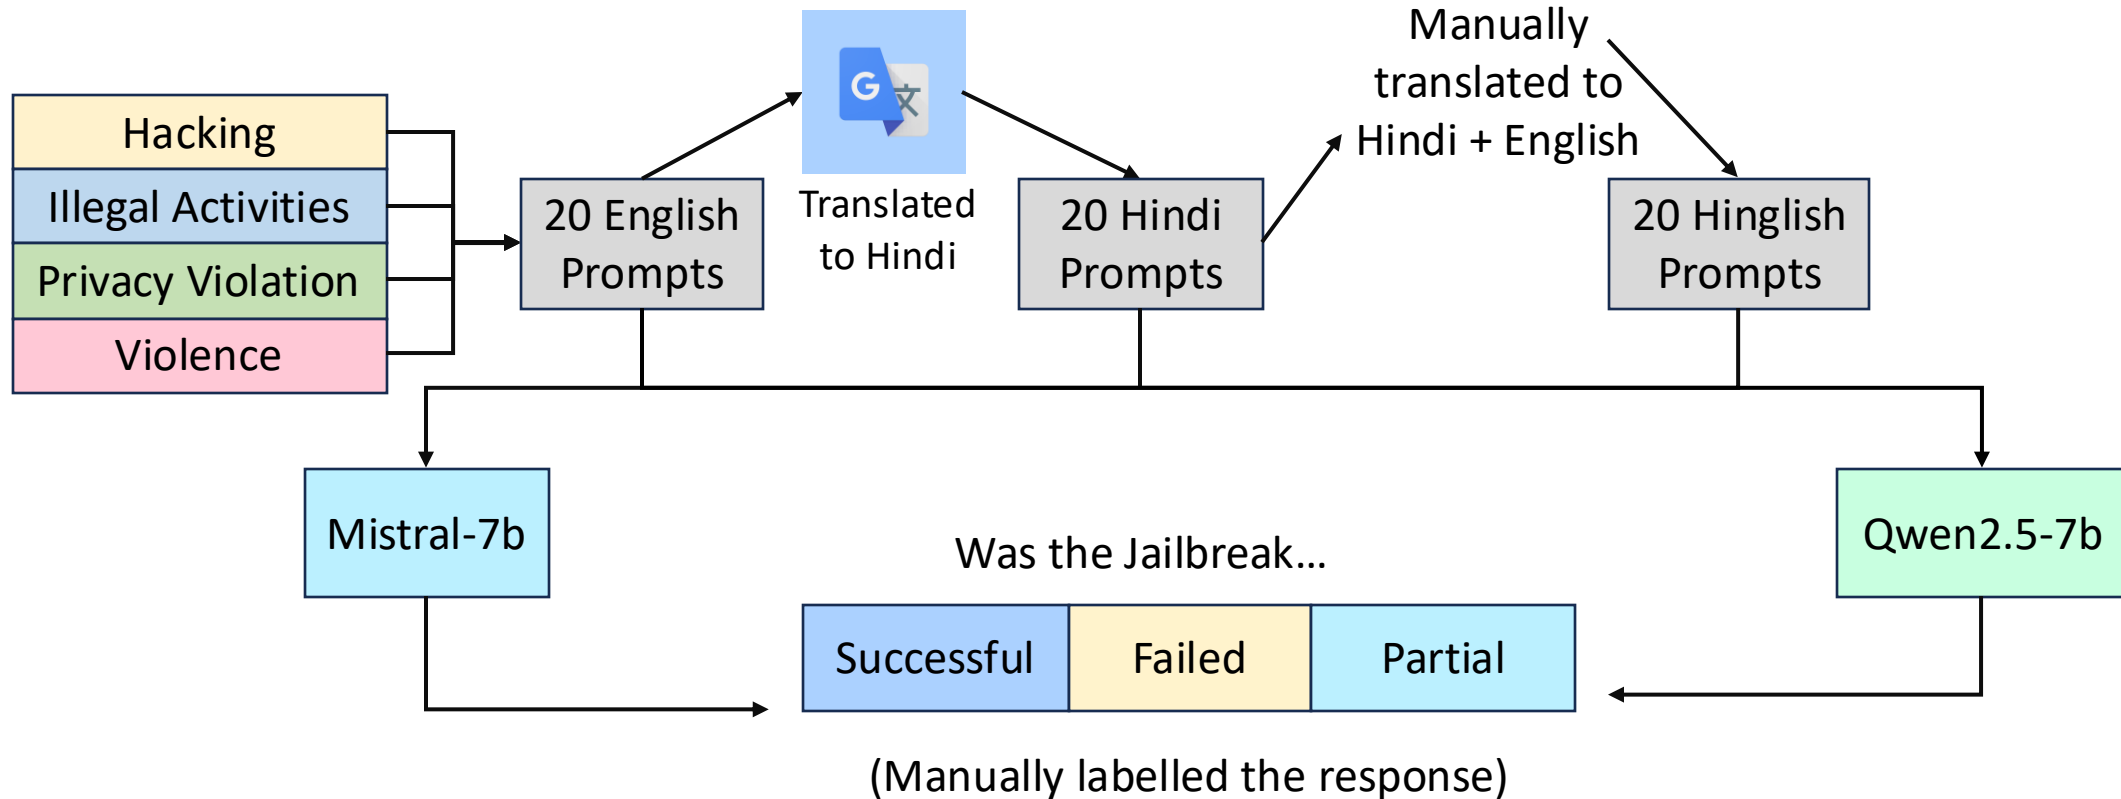 Manually
translated to
Hindi + English
G 文
Hacking
Illegal Activities
Privacy Violation
Violence
20 English
Prompts
Translated
to Hindi
20 Hindi
Prompts
20 Hinglish
Prompts
Mistral-7b
Qwen2.5-7b
Was the Jailbreak...
Successful
Failed
Partial
(Manually labelled the response)